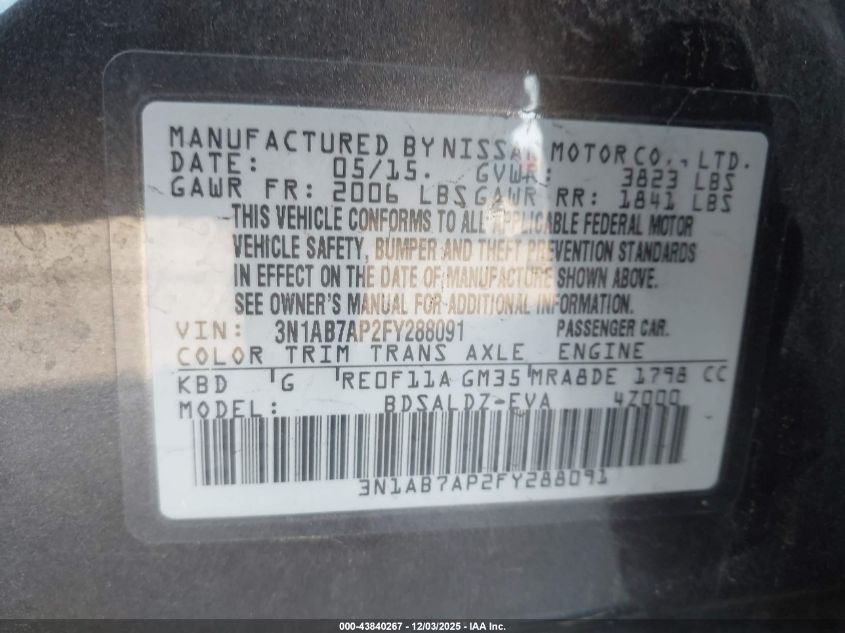 MANUFACTURED BY NISSAN MOTOR CO., LTD.
DATE: 05/15. GVWR: 3823 LBS
GAWR FR: 2006 LBS GAWR RR: 1841 LBS
THIS VEHICLE CONFORMS TO ALL APPLICABLE FEDERAL MOTOR
VEHICLE SAFETY, BUMPER AND THEFT PREVENTION STANDARDS
IN EFFECT ON THE DATE OF MANUFACTURE SHOWN ABOVE.
SEE OWNER'S MANUAL FOR ADDITIONAL INFORMATION.
VIN: 3N1AB7AP2FY288091 PASSENGER CAR.
COLOR TRIM TRANS AXLE ENGINE
KBD G RE0F11A GM35 MRA8DE 1798 CC
MODEL: BDSALDZ-EVA 4Z000
3N1AB7AP2FY288091
000-43840267 - 12/03/2025 - IAA Inc.